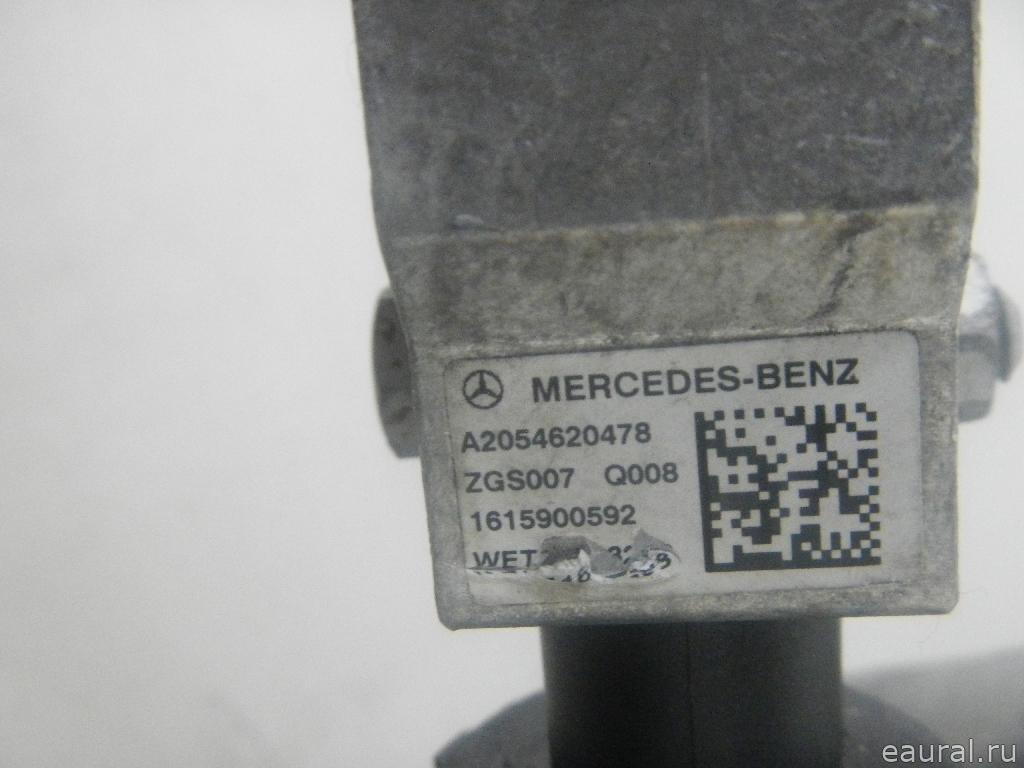 MERCEDES-BENZ
A2054620478
ZGS007 Q008
1615900592
eaural.ru